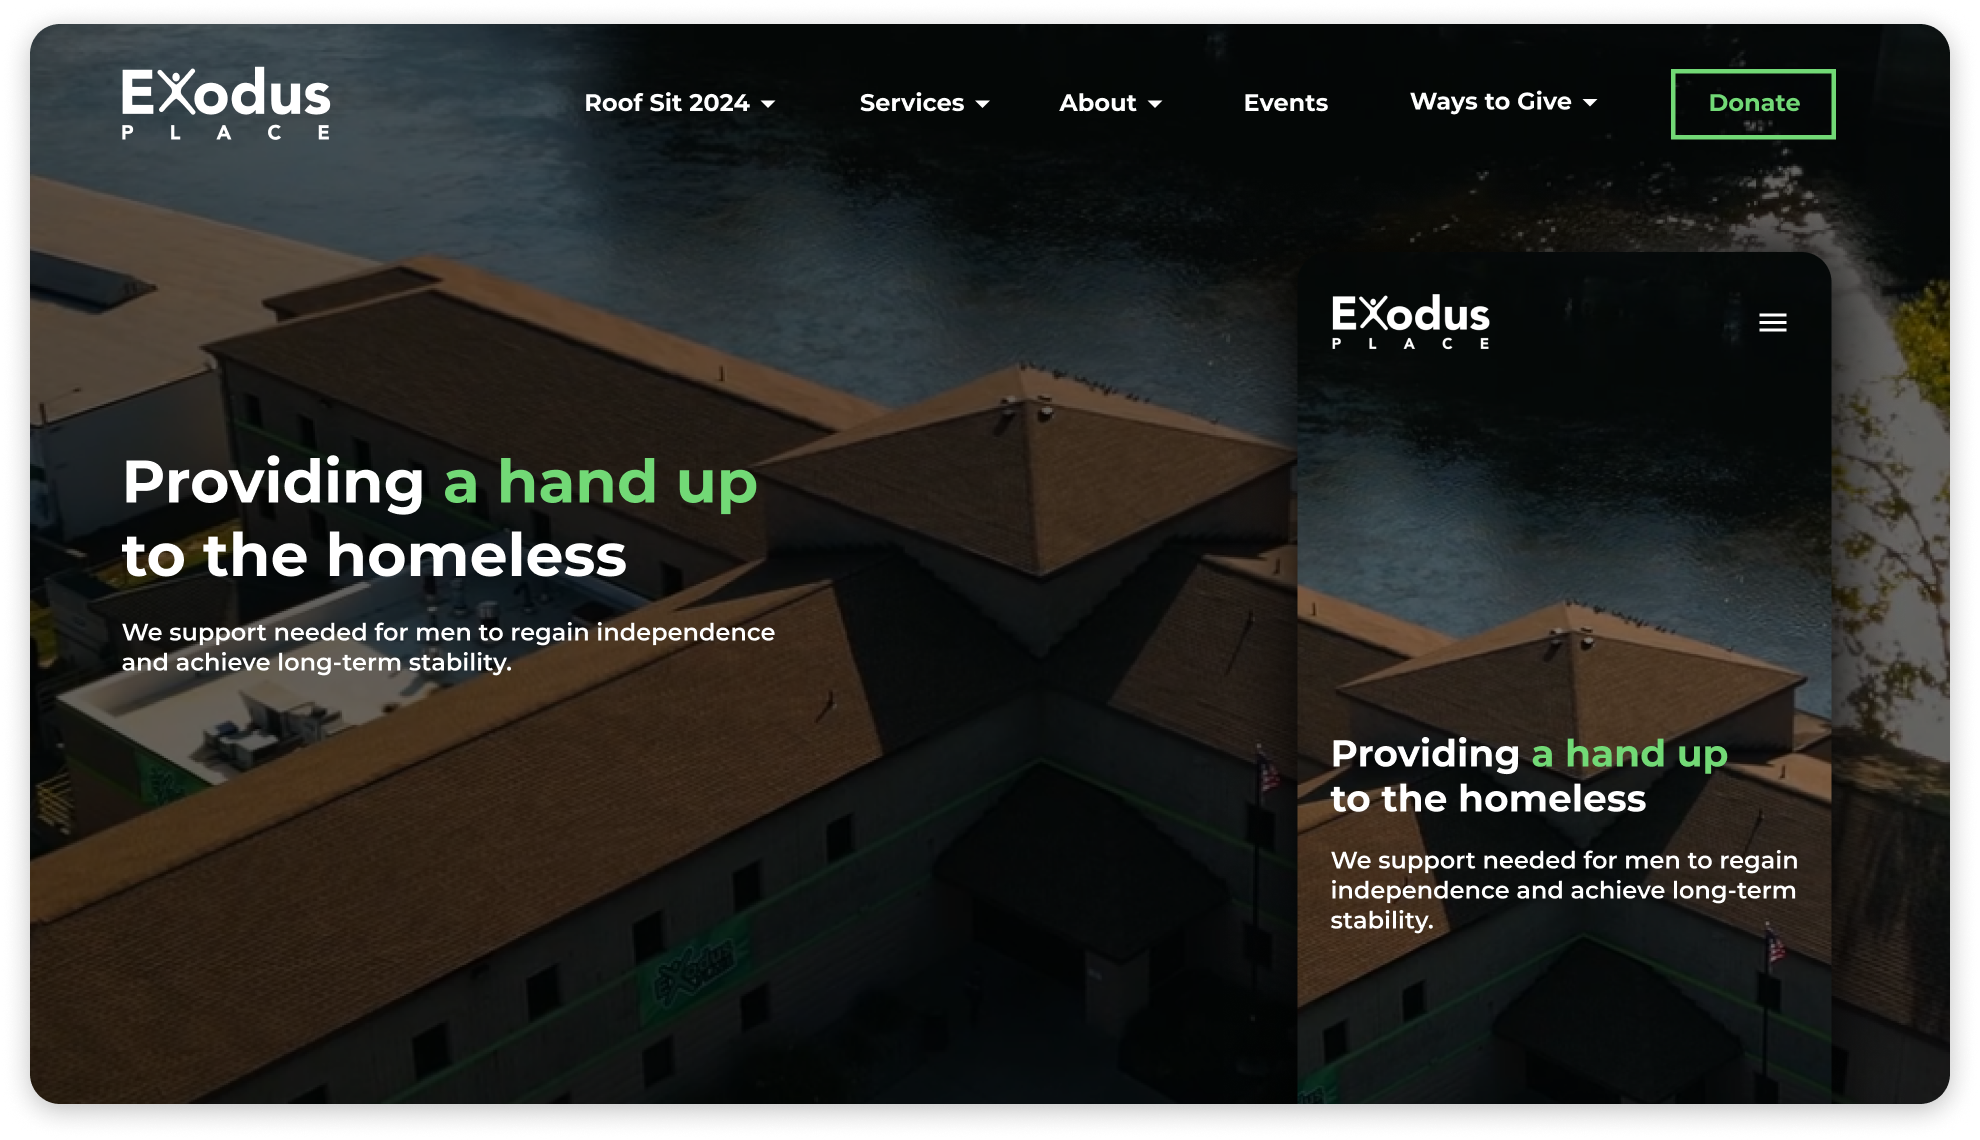 EXodus
PLACE
Roof Sit 2024
Services
About
Events
Ways to Give
Donate
Providing a hand up
to the homeless
We support needed for men to regain independence
and achieve long-term stability.
EXodus
PLACE
EXodus
PLACE
Providing a hand up
to the homeless
We support needed for men to regain
independence and achieve long-term
stability.